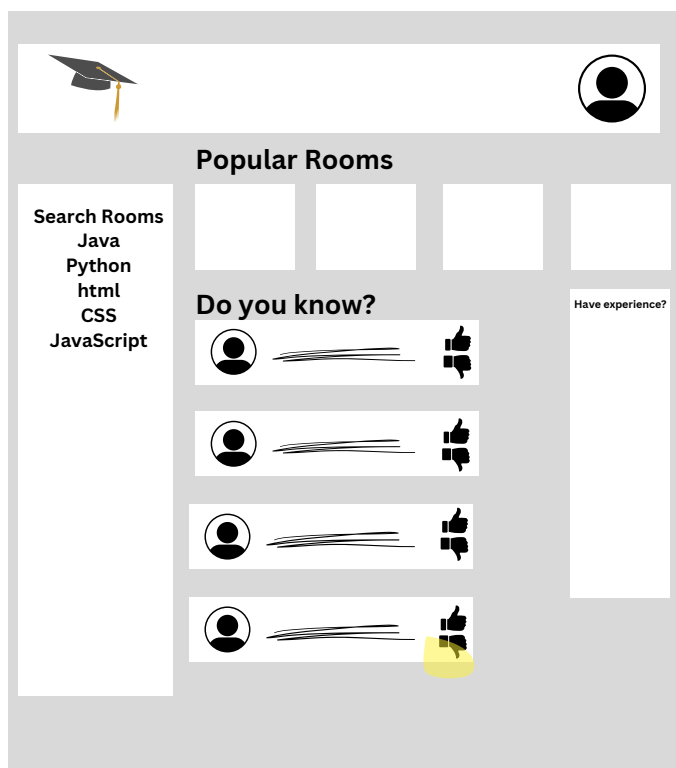 Popular Rooms
Search Rooms
Java
Python
html
CSS
JavaScript
Do you know?
Have experience?